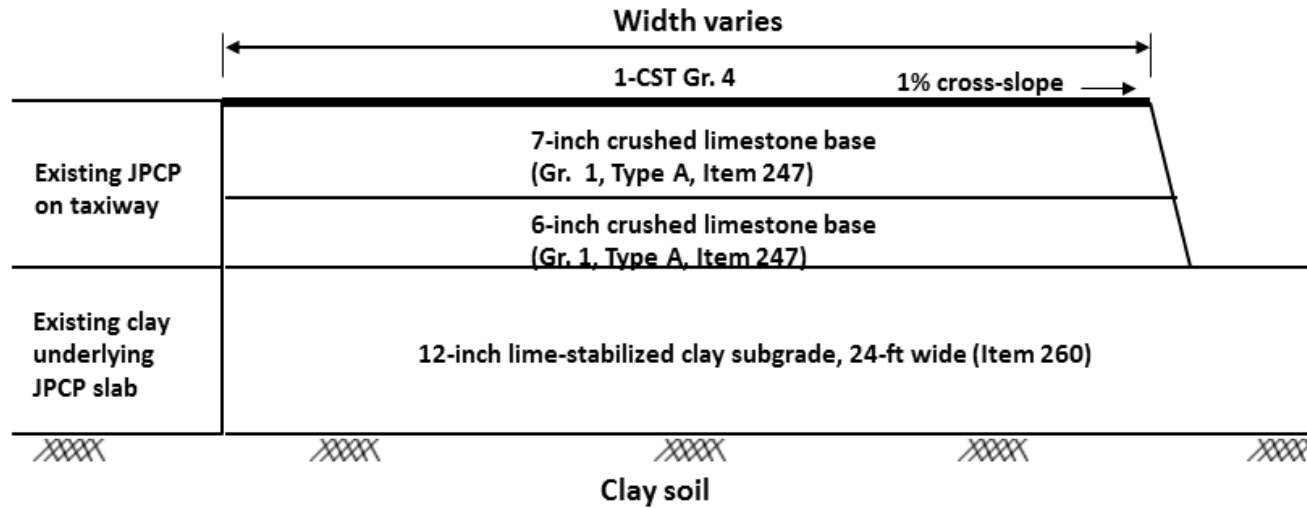 Width varies
1-CST Gr. 4
1% cross-slope
Existing JPCP
on taxiway
7-inch crushed limestone base
(Gr.  1, Type A, Item 247)
6-inch crushed limestone base
(Gr. 1, Type A, Item 247)
Existing clay
underlying
JPCP slab
12-inch lime-stabilized clay subgrade, 24-ft wide (Item 260)
Clay soil